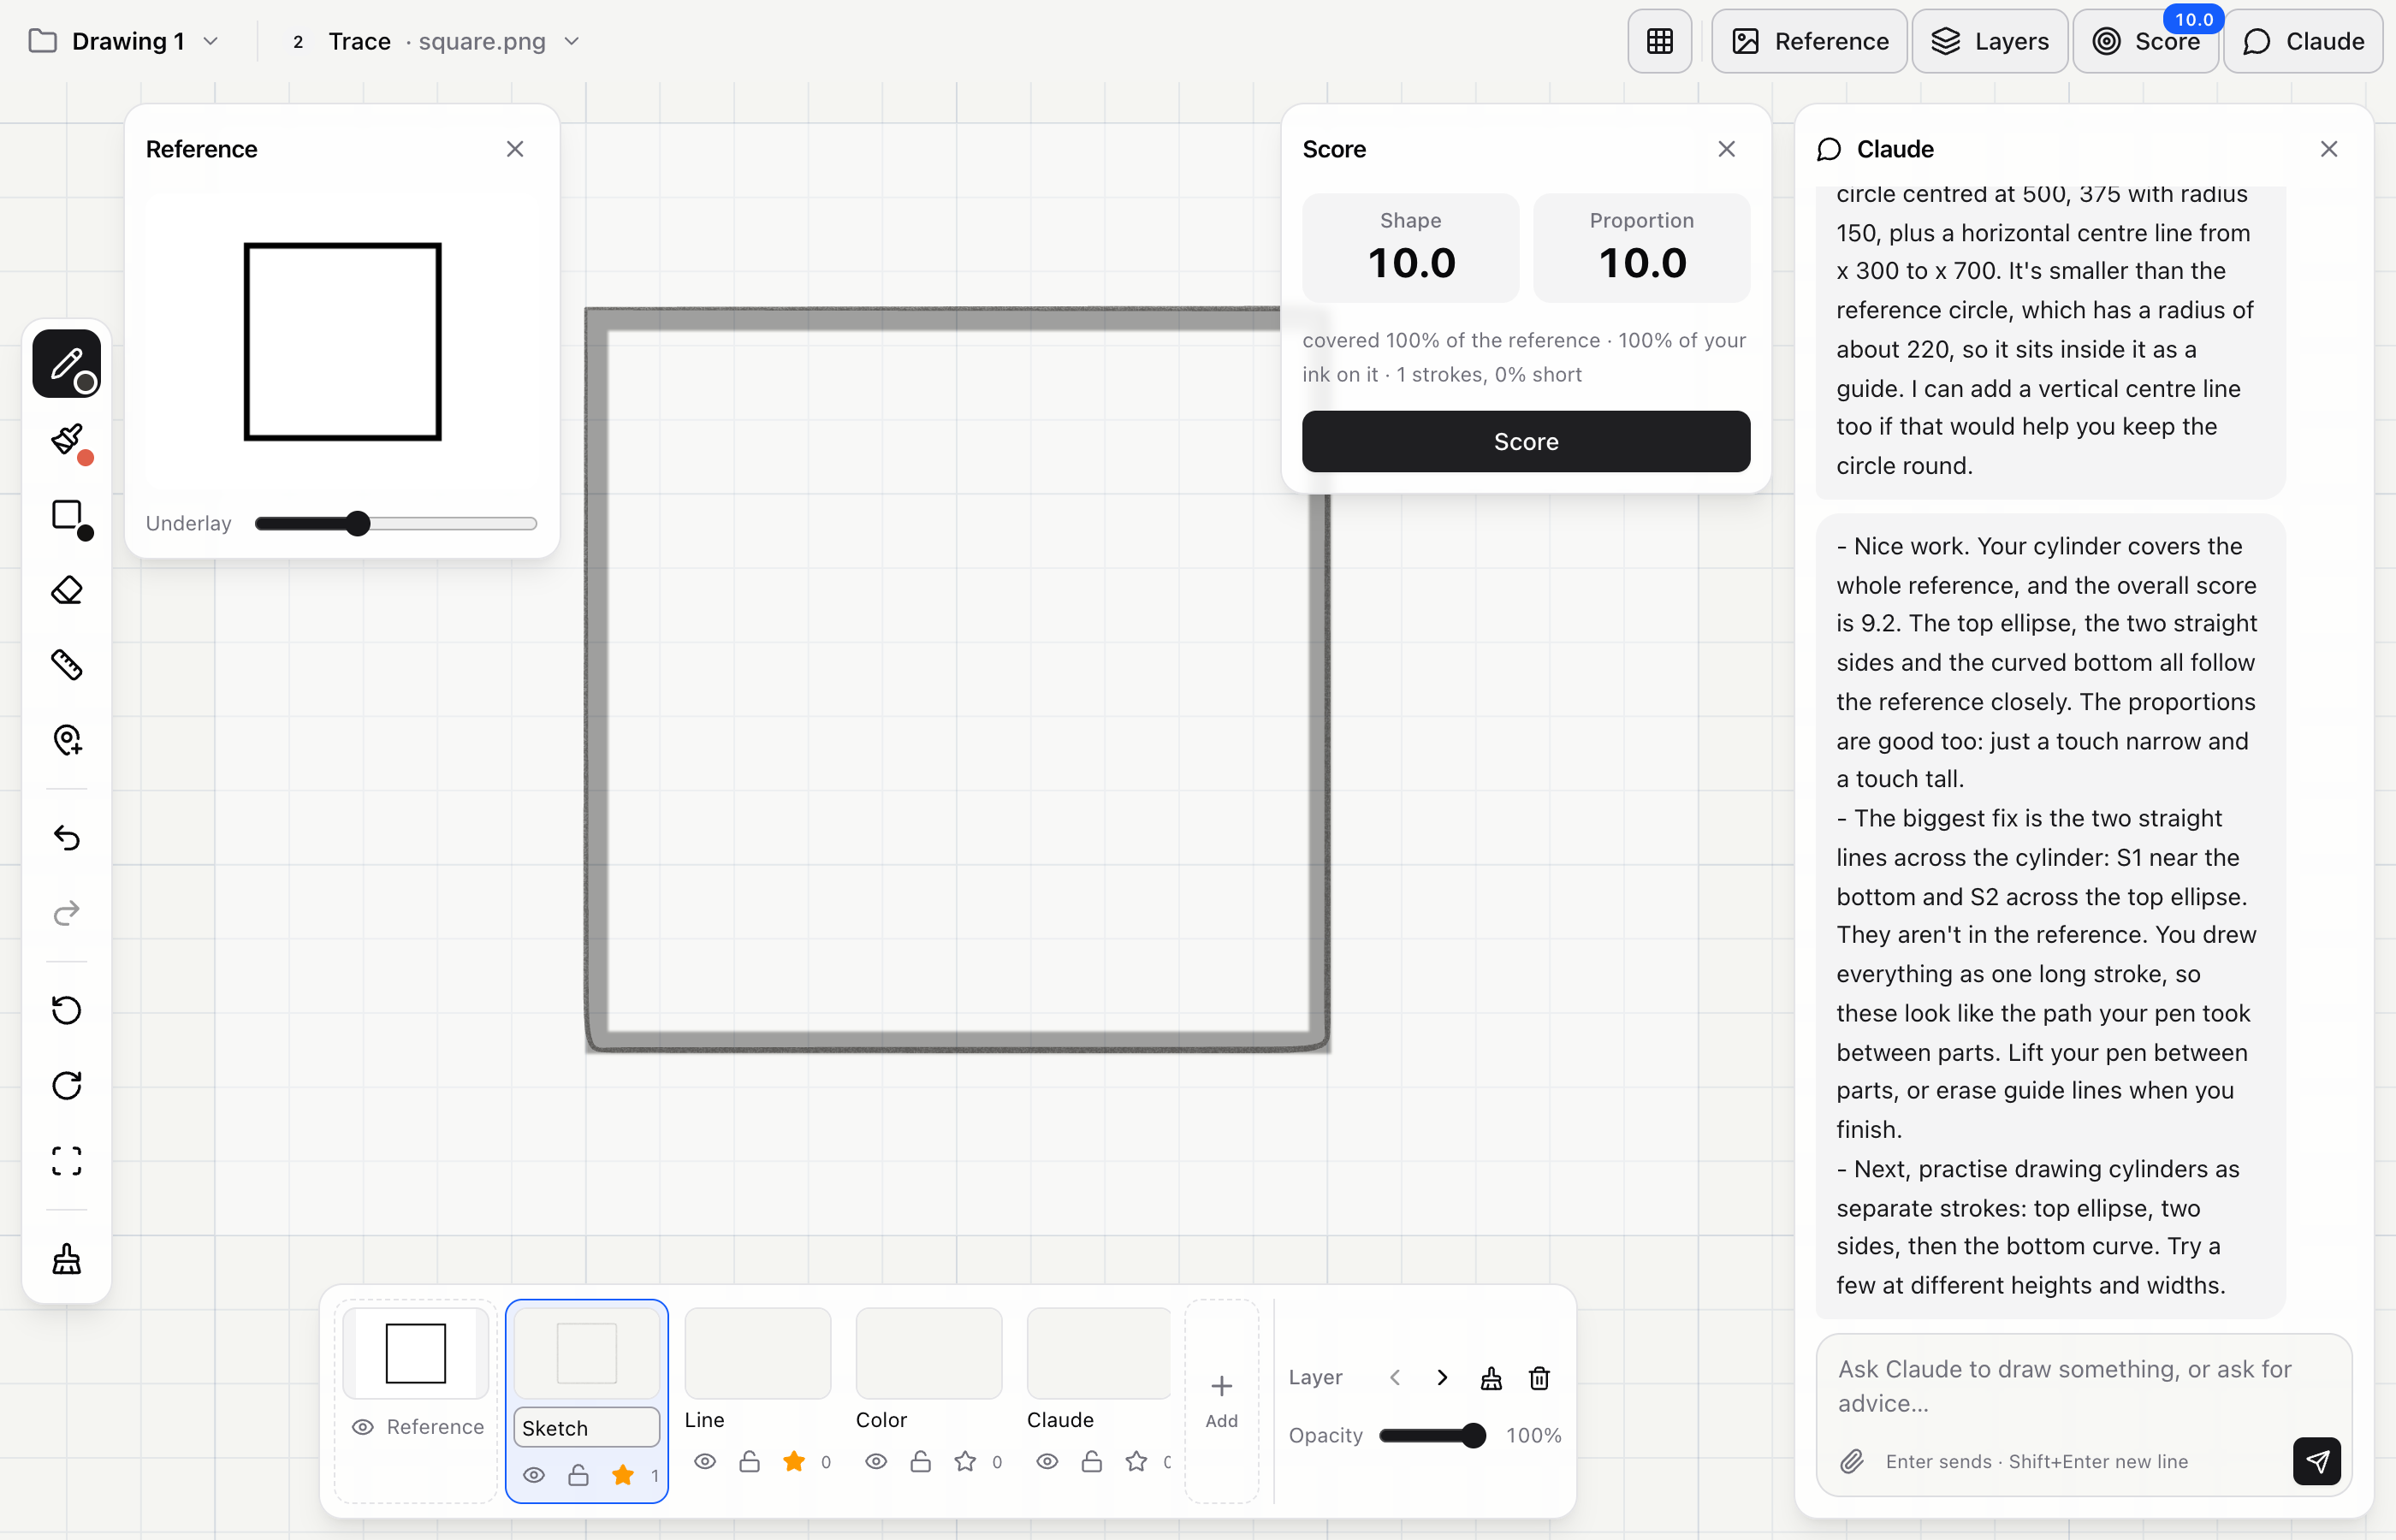 Drawing 1
2 Trace · square.png
Reference
Layers
Score
10.0
Claude
Reference
Underlay
Score
Shape
10.0
Proportion
10.0
covered 100% of the reference · 100% of your
ink on it · 1 strokes, 0% short
Score
Claude
circle centred at 500, 375 with radius
150, plus a horizontal centre line from
x 300 to x 700. It's smaller than the
reference circle, which has a radius of
about 220, so it sits inside it as a
guide. I can add a vertical centre line
too if that would help you keep the
circle round.
- Nice work. Your cylinder covers the
whole reference, and the overall score
is 9.2. The top ellipse, the two straight
sides and the curved bottom all follow
the reference closely. The proportions
are good too: just a touch narrow and
a touch tall.
- The biggest fix is the two straight
lines across the cylinder: S1 near the
bottom and S2 across the top ellipse.
They aren't in the reference. You drew
everything as one long stroke, so
these look like the path your pen took
between parts. Lift your pen between
parts, or erase guide lines when you
finish.
- Next, practise drawing cylinders as
separate strokes: top ellipse, two
sides, then the bottom curve. Try a
few at different heights and widths.
Ask Claude to draw something, or ask for
advice...
Enter sends · Shift+Enter new line
Reference
Sketch
1
Line
0
Color
0
Claude
0
Add
Layer
Opacity
100%